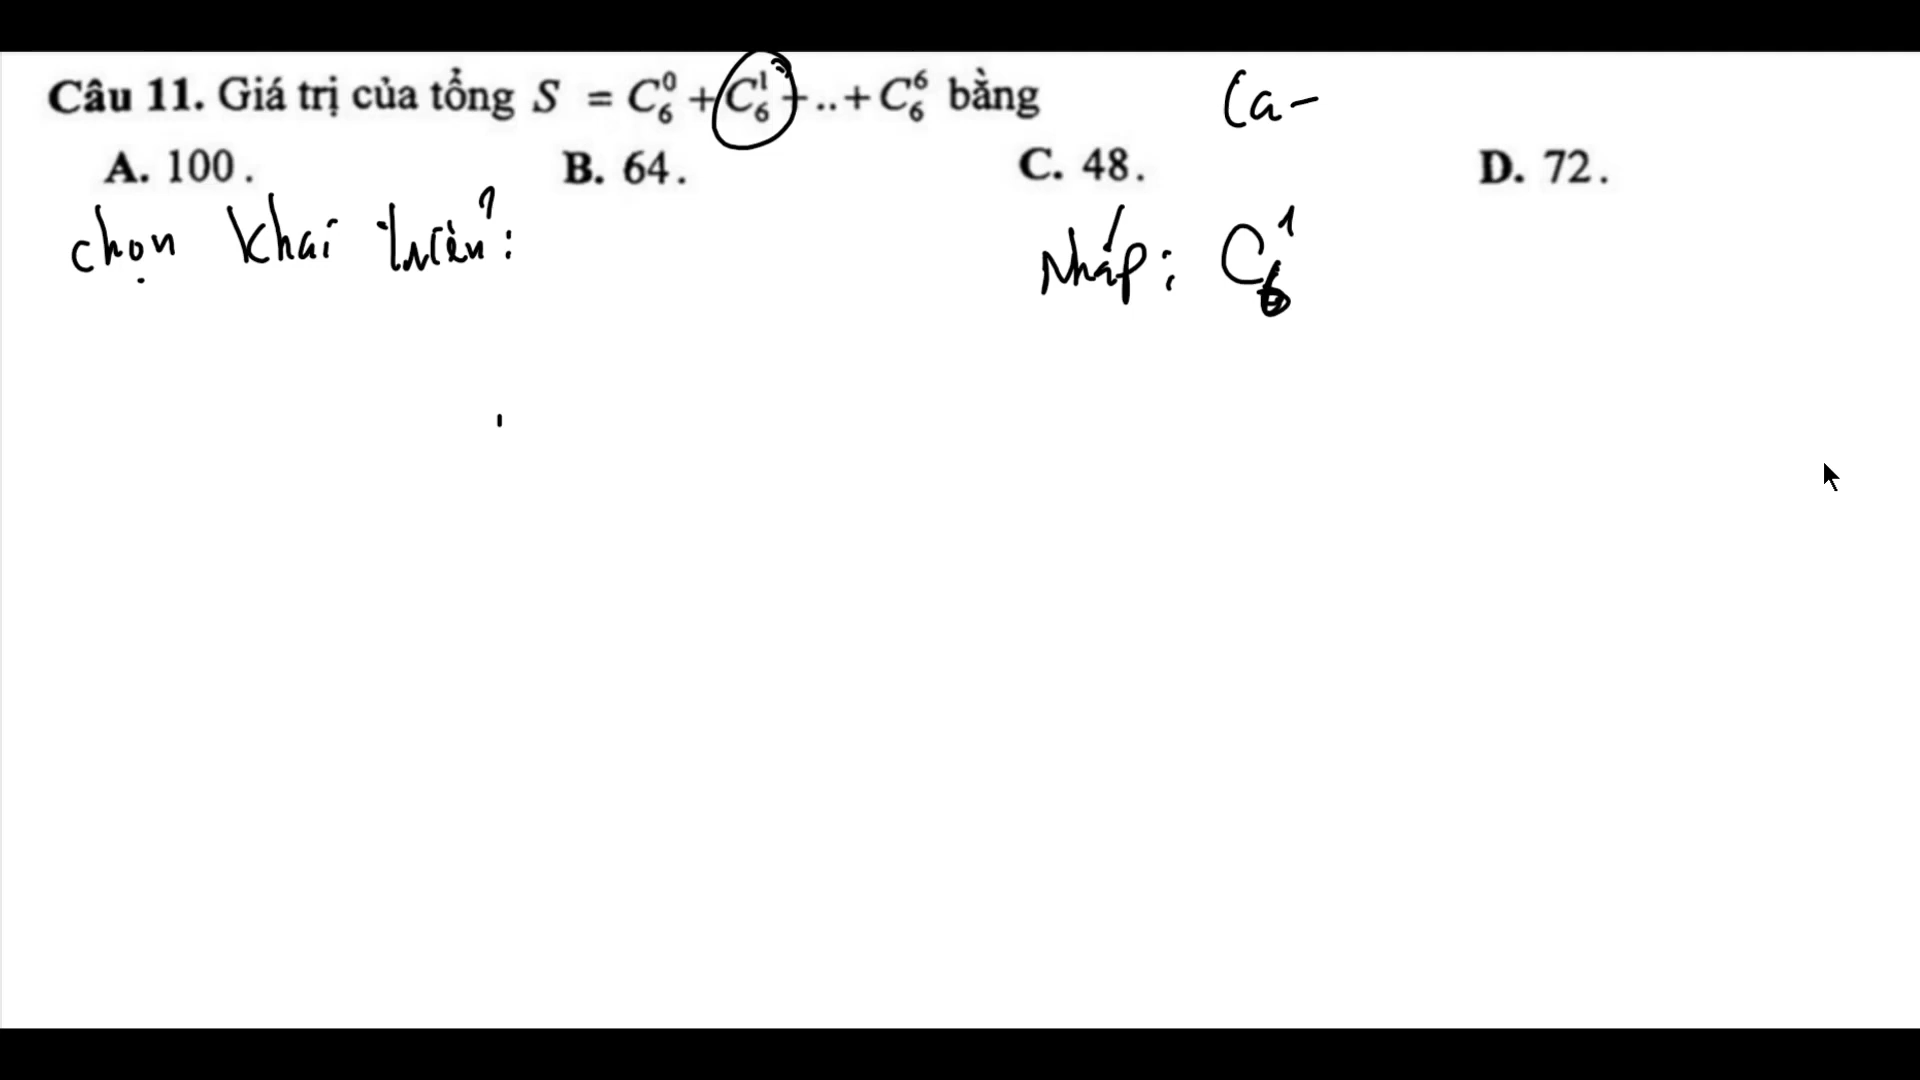 Câu 11. Giá trị của tổng S = C₆⁰ + C₆¹ + .. + C₆⁶ bằng (a -
A. 100. B. 64. C. 48. D. 72.
chọn khai triển: Nháp: C₆¹